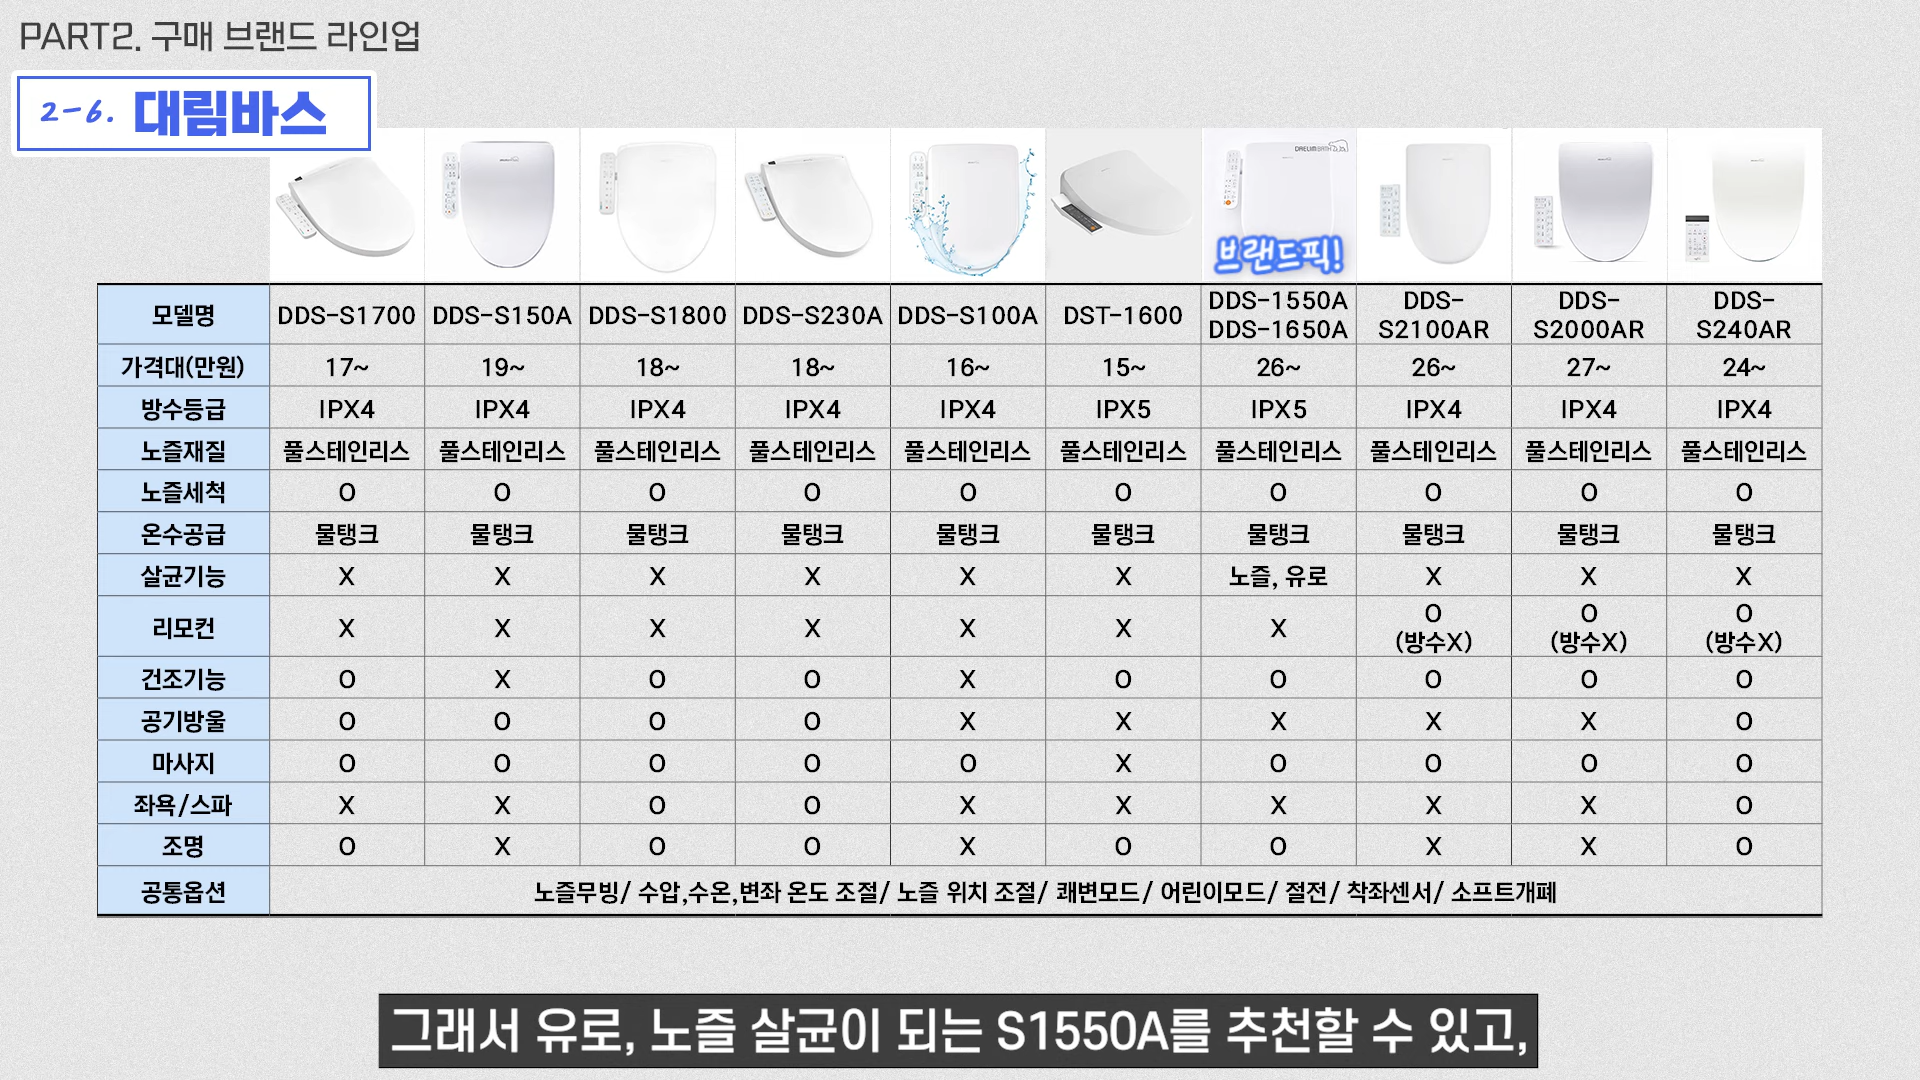 PART2. 구매 브랜드 라인업
2-6. 대림바스
DAELIM BATH
브랜드픽!
모델명 DDS-S1700 DDS-S150A DDS-S1800 DDS-S230A DDS-S100A DST-1600 DDS-1550A DDS-1650A DDS-S2100AR DDS-S2000AR DDS-S240AR
가격대(만원) 17~ 19~ 18~ 18~ 16~ 15~ 26~ 26~ 27~ 24~
방수등급 IPX4 IPX4 IPX4 IPX4 IPX4 IPX5 IPX5 IPX4 IPX4 IPX4
노즐재질 풀스테인리스 풀스테인리스 풀스테인리스 풀스테인리스 풀스테인리스 풀스테인리스 풀스테인리스 풀스테인리스 풀스테인리스 풀스테인리스
노즐세척 O O O O O O O O O O
온수공급 물탱크 물탱크 물탱크 물탱크 물탱크 물탱크 물탱크 물탱크 물탱크 물탱크
살균기능 X X X X X X 노즐, 유로 X X X
리모컨 X X X X X X X O (방수X) O (방수X) O (방수X)
건조기능 O X O O X O O O O O
공기방울 O O O O X X X X X O
마사지 O O O O O X O O O O
좌욕/스파 X X O O X X X X X O
조명 O X O O X O O X X O
공통옵션 노즐무빙/ 수압,수온,변좌 온도 조절/ 노즐 위치 조절/ 쾌변모드/ 어린이모드/ 절전/ 착좌센서/ 소프트개폐
그래서 유로, 노즐 살균이 되는 S1550A를 추천할 수 있고,